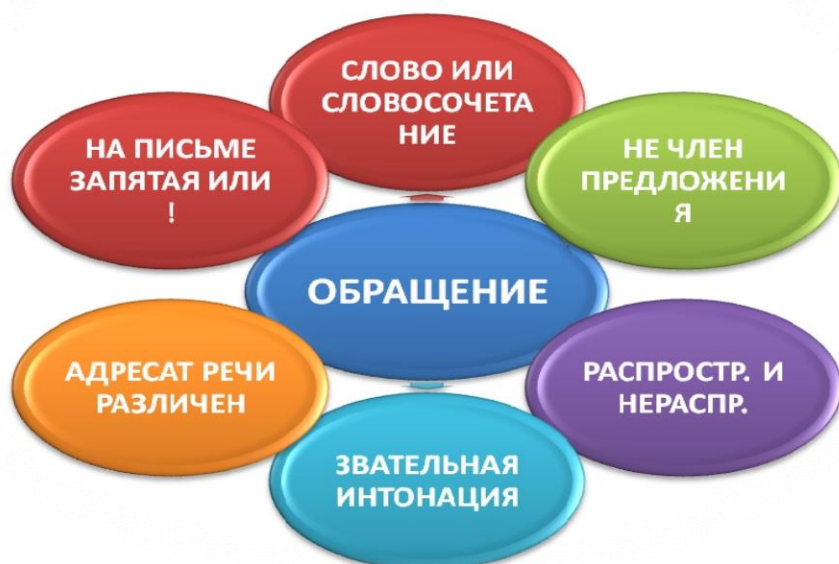 СЛОВО ИЛИ
СЛОВОСОЧЕТА
НИЕ
НЕ ЧЛЕН
ПРЕДЛОЖЕНИ
Я
РАСПРОСТР. И
НЕРАСПР.
ЗВАТЕЛЬНАЯ
ИНТОНАЦИЯ
АДРЕСАТ РЕЧИ
РАЗЛИЧЕН
НА ПИСЬМЕ
ЗАПЯТАЯ ИЛИ
!
ОБРАЩЕНИЕ